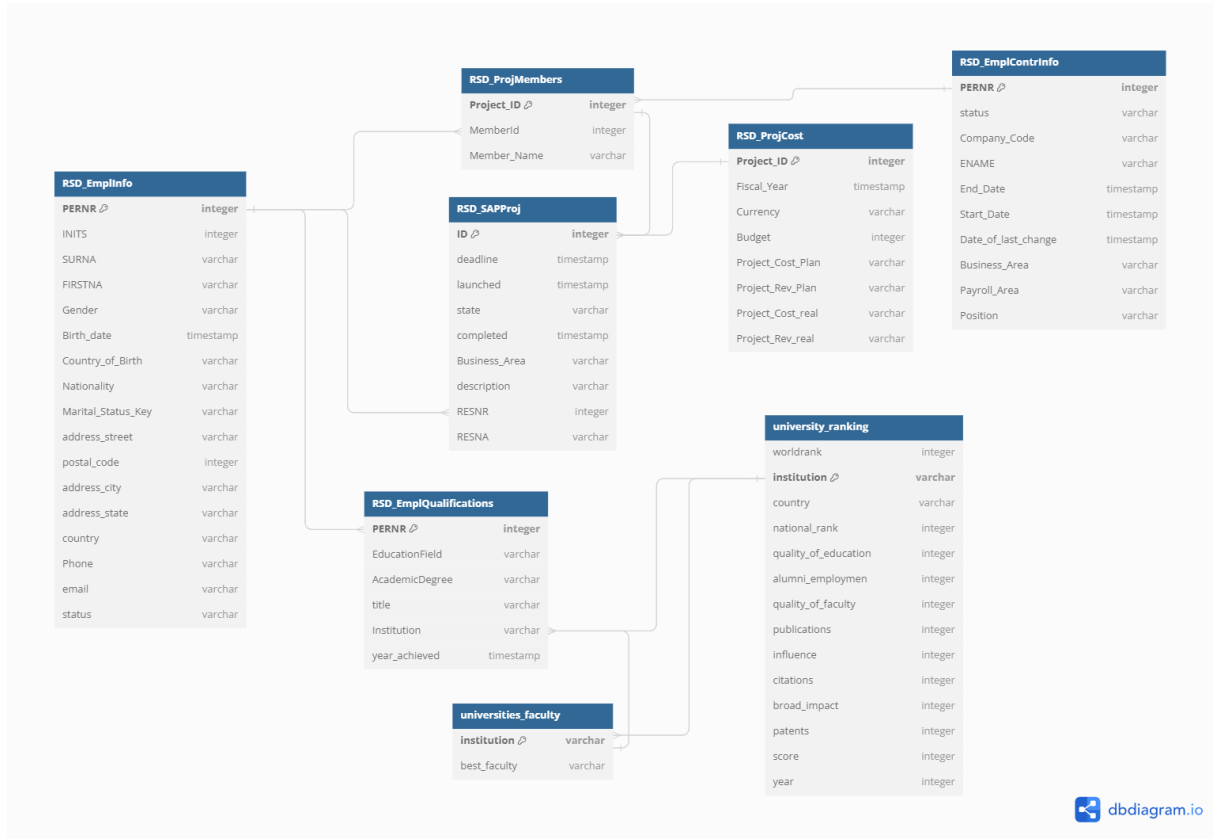 RSD_ProjMembers
Project_ID integer
MemberId integer
Member_Name varchar
RSD_EmplContrInfo
PERNR integer
status varchar
Company_Code varchar
ENAME varchar
End_Date timestamp
Start_Date timestamp
Date_of_last_change timestamp
Business_Area varchar
Payroll_Area varchar
Position varchar
RSD_ProjCost
Project_ID integer
Fiscal_Year timestamp
Currency varchar
Budget integer
Project_Cost_Plan varchar
Project_Rev_Plan varchar
Project_Cost_real varchar
Project_Rev_real varchar
RSD_EmplInfo
PERNR integer
INITS integer
SURNA varchar
FIRSTNA varchar
Gender varchar
Birth_date timestamp
Country_of_Birth varchar
Nationality varchar
Marital_Status_Key varchar
address_street varchar
postal_code integer
address_city varchar
address_state varchar
country varchar
Phone varchar
email varchar
status varchar
RSD_SAPProj
ID integer
deadline timestamp
launched timestamp
state varchar
completed timestamp
Business_Area varchar
description varchar
RESNR integer
RESNA varchar
university_ranking
worldrank integer
institution varchar
country varchar
national_rank integer
quality_of_education integer
alumni_employmen integer
quality_of_faculty integer
publications integer
influence integer
citations integer
broad_impact integer
patents integer
score integer
year integer
RSD_EmplQualifications
PERNR integer
EducationField varchar
AcademicDegree varchar
title varchar
Institution varchar
year_achieved timestamp
universities_faculty
institution varchar
best_faculty varchar
dbdiagram.io